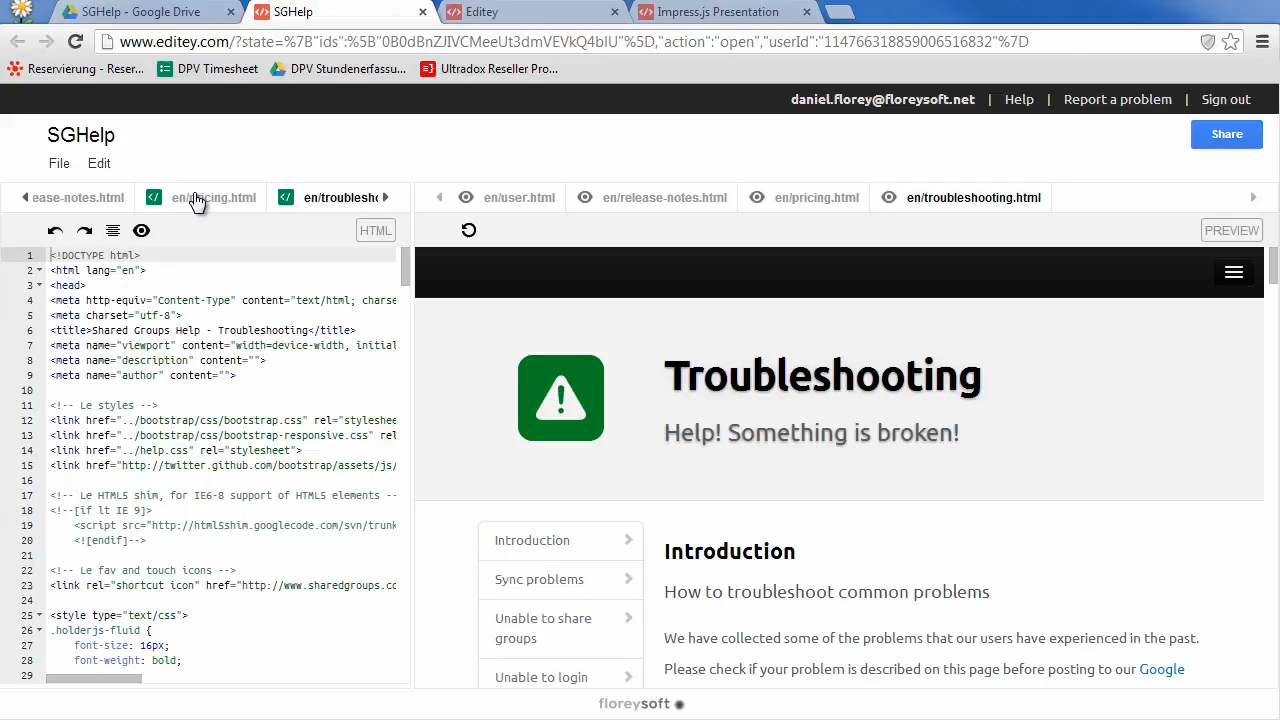 SGHelp - Google Drive
SGHelp
Editey
Impress.js Presentation
www.editey.com/?state=%7B"ids":%5B"0B0dBnZJIVCMeeUt3dmVEVkQ4blU"%5D,"action":"open","userId":"114766318859006516832"%7D
Reservierung - Reser...
DPV Timesheet
DPV Stundenerfassu...
Ultradox Reseller Pro...
daniel.florey@floreysoft.net | Help | Report a problem | Sign out
SGHelp
Share
File Edit
ease-notes.html
en/pricing.html
en/troublesho
en/user.html
en/release-notes.html
en/pricing.html
en/troubleshooting.html
HTML
PREVIEW
1 <!DOCTYPE html>
2 <html lang="en">
3 <head>
4 <meta http-equiv="Content-Type" content="text/html; charse
5 <meta charset="utf-8">
6 <title>Shared Groups Help - Troubleshooting</title>
7 <meta name="viewport" content="width=device-width, initial
8 <meta name="description" content="">
9 <meta name="author" content="">
10
11 <!-- Le styles -->
12 <link href="../bootstrap/css/bootstrap.css" rel="styleshee
13 <link href="../bootstrap/css/bootstrap-responsive.css" rel
14 <link href="../help.css" rel="stylesheet">
15 <link href="http://twitter.github.com/bootstrap/assets/js/
16
17 <!-- Le HTML5 shim, for IE6-8 support of HTML5 elements --
18 <!--[if lt IE 9]>
19 <script src="http://html5shim.googlecode.com/svn/trunk
20 <![endif]-->
21
22 <!-- Le fav and touch icons -->
23 <link rel="shortcut icon" href="http://www.sharedgroups.co
24
25 <style type="text/css">
26 .holderjs-fluid {
27 font-size: 16px;
28 font-weight: bold;
29
Troubleshooting
Help! Something is broken!
Introduction
Sync problems
Unable to share
groups
Unable to login
Introduction
How to troubleshoot common problems
We have collected some of the problems that our users have experienced in the past.
Please check if your problem is described on this page before posting to our Google
floreysoft